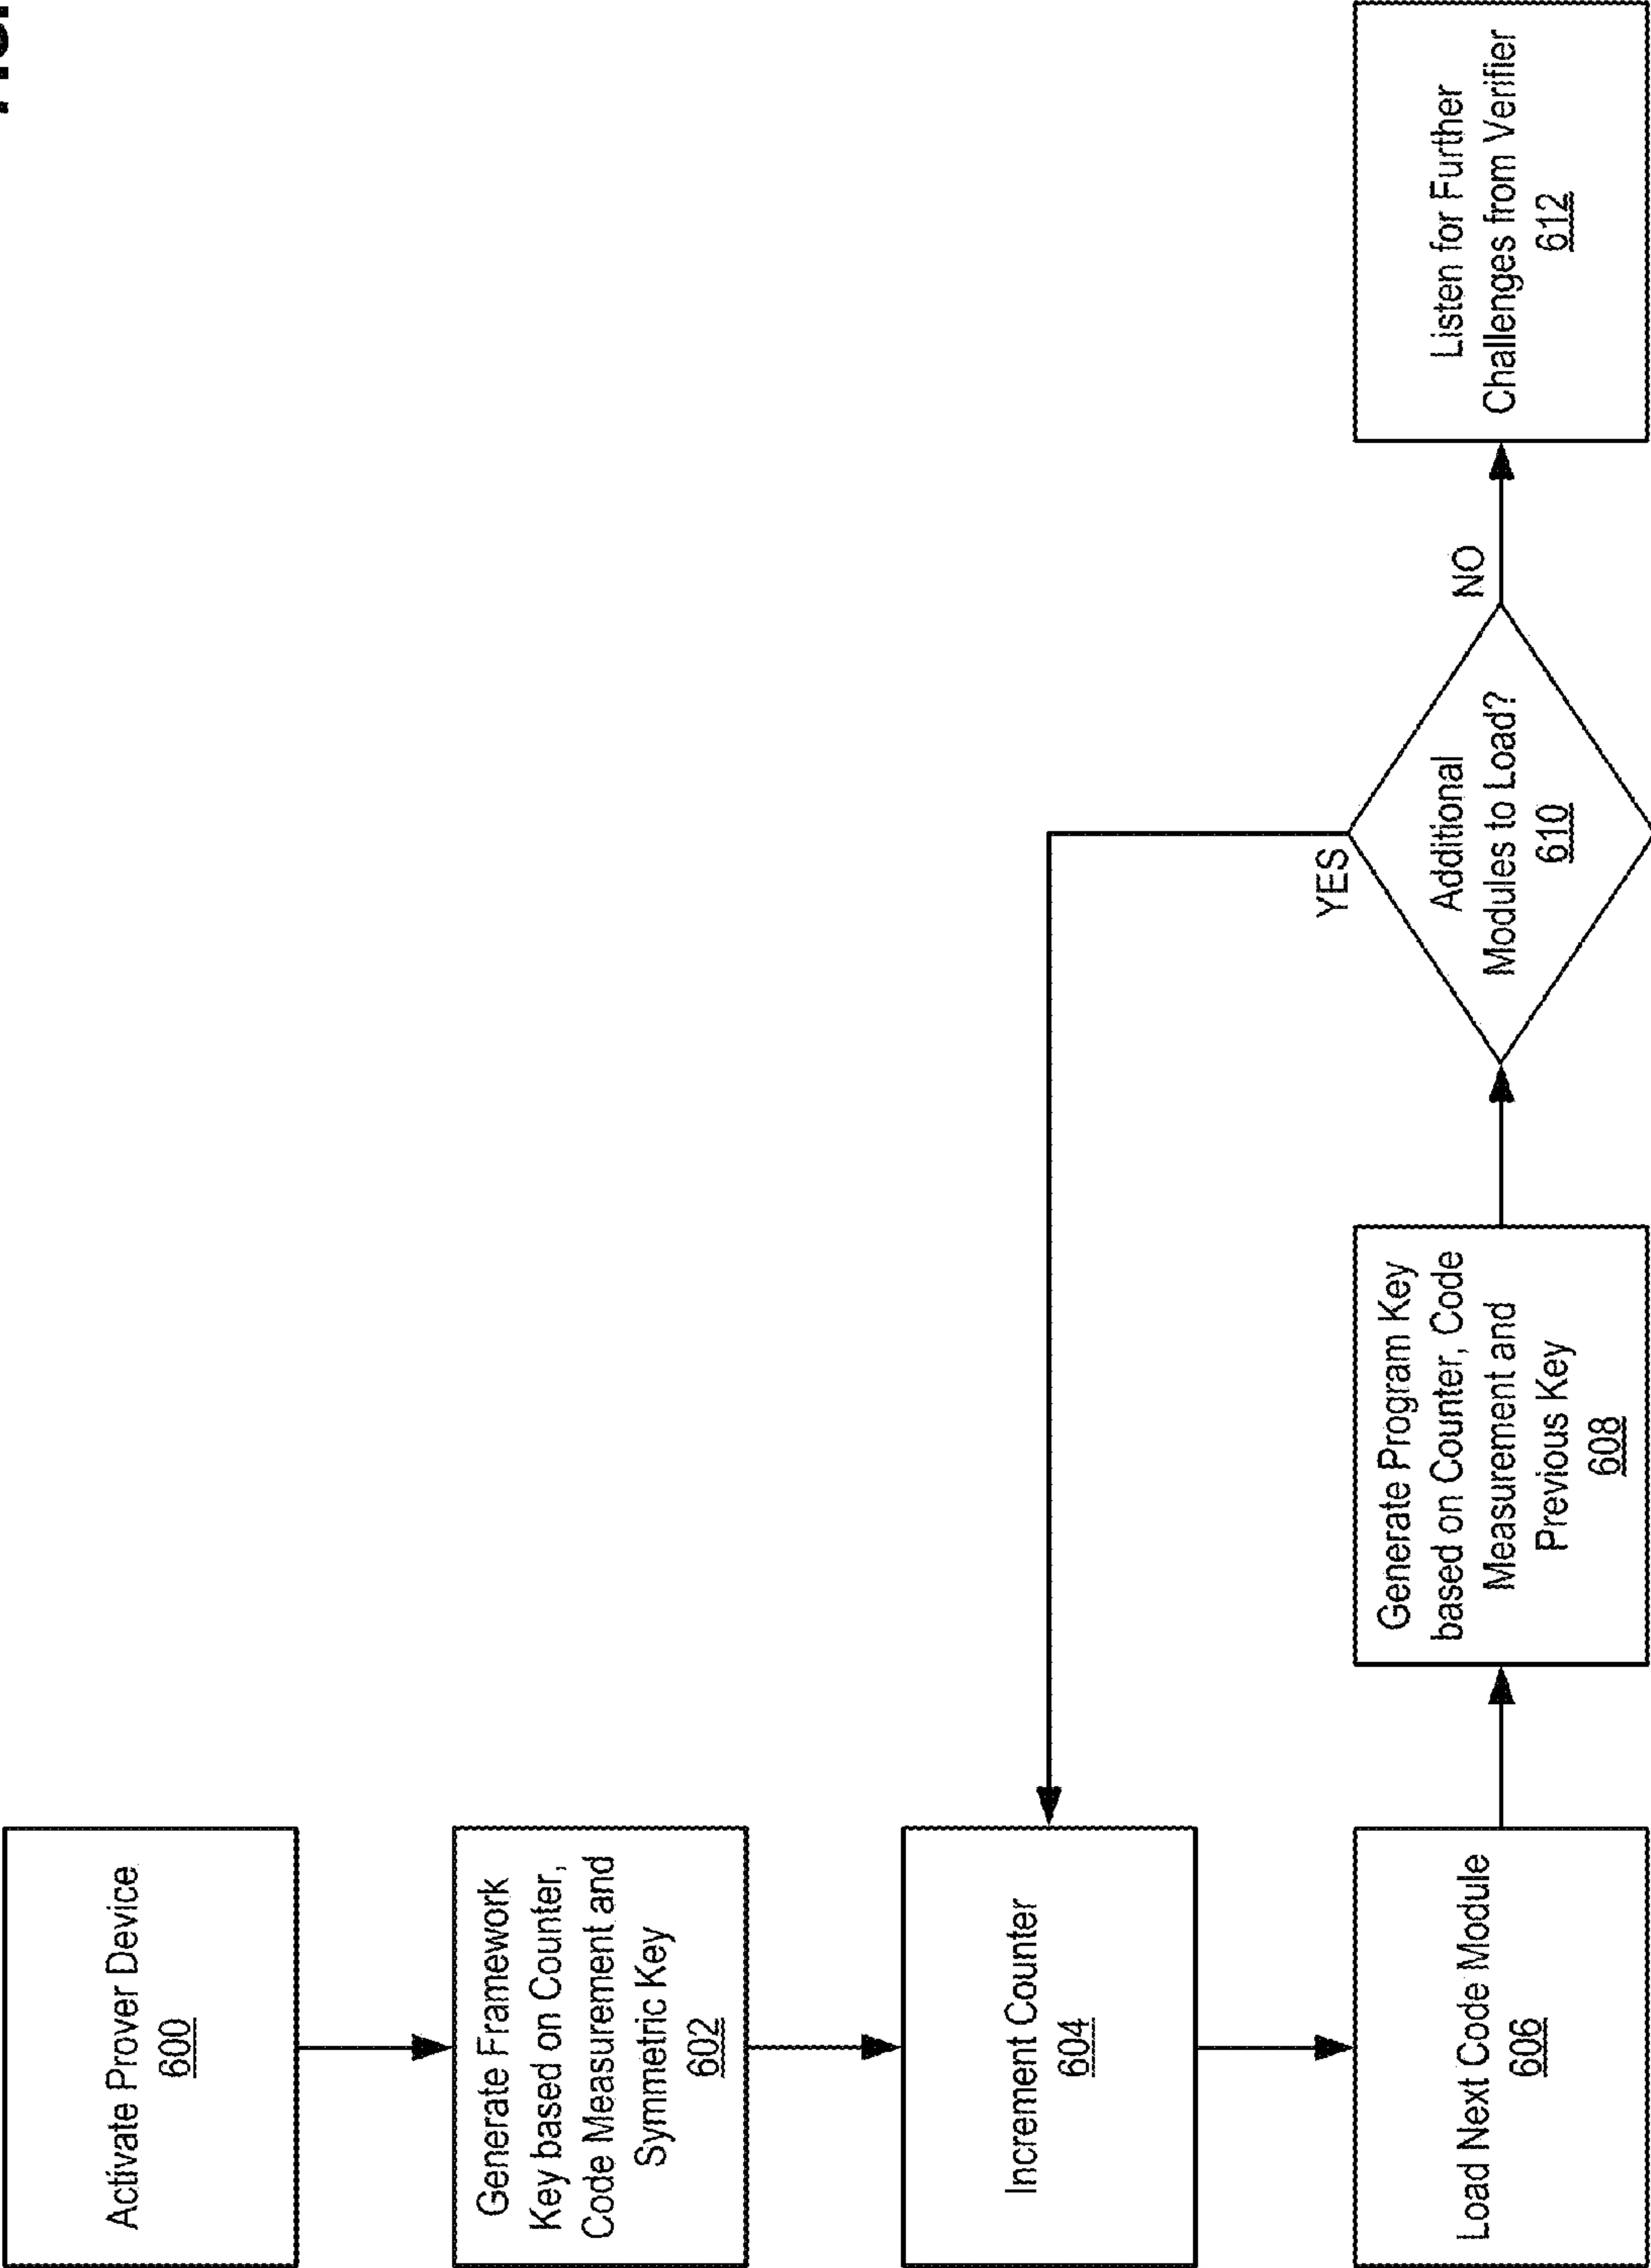 Activate Prover Device
600
Generate Framework
Key based on Counter,
Code Measurement and
Symmetric Key
602
Increment Counter
604
Load Next Code Module
606
Generate Program Key
based on Counter, Code
Measurement and
Previous Key
608
Additional
Modules to Load?
610
YES
NO
Listen for Further
Challenges from Verifier
612